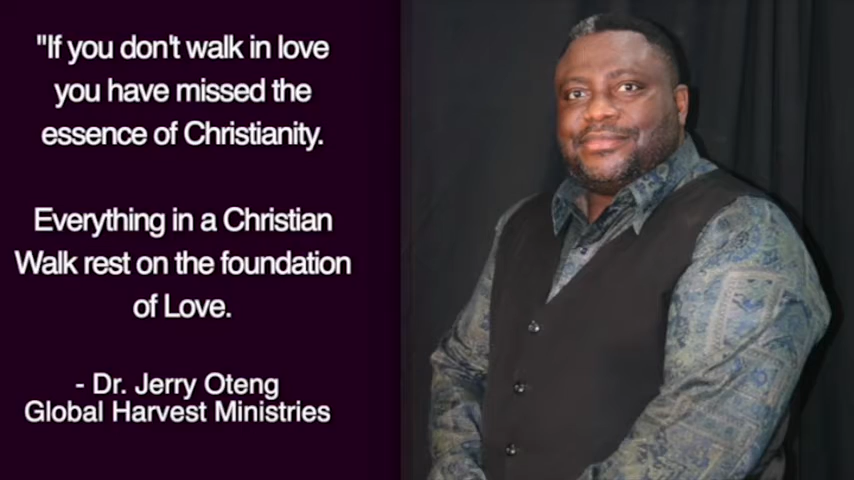 "If you don't walk in love
you have missed the
essence of Christianity.
Everything in a Christian
Walk rest on the foundation
of Love.
- Dr. Jerry Oteng
Global Harvest Ministries